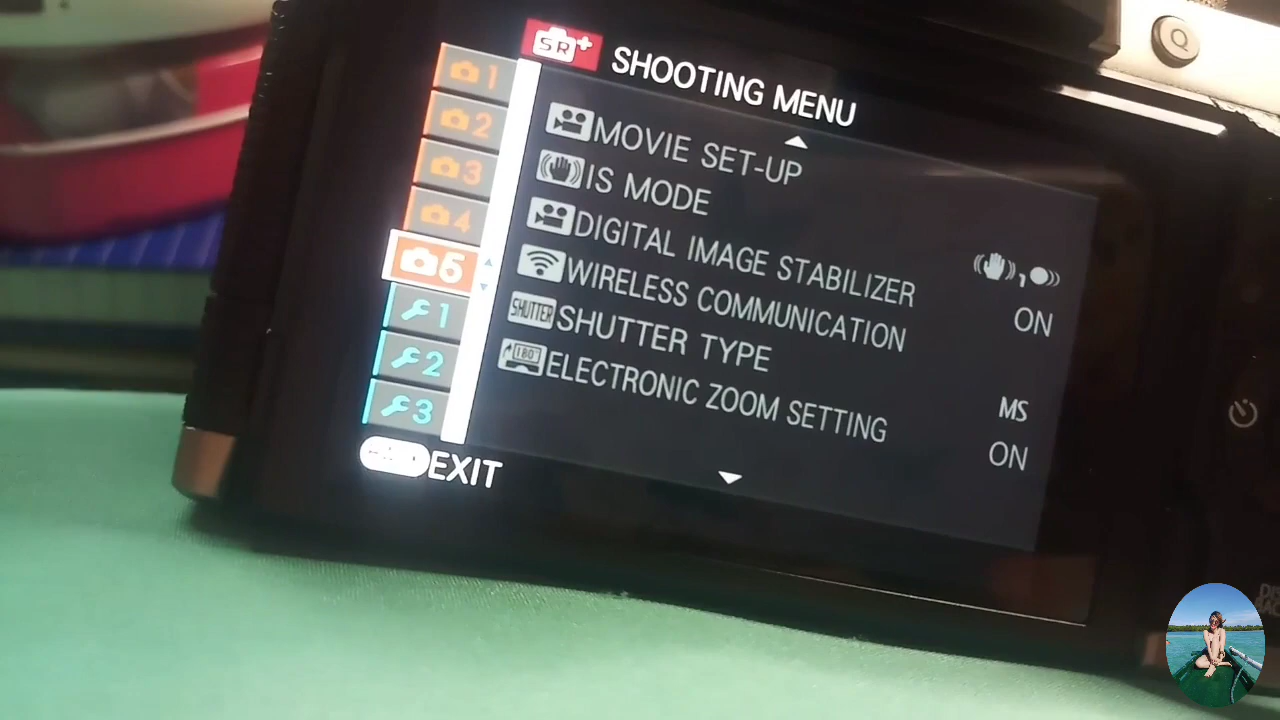 SR+ SHOOTING MENU
1
2
3
4
5
1
2
3
MOVIE SET-UP
IS MODE
DIGITAL IMAGE STABILIZER ON
WIRELESS COMMUNICATION
SHUTTER SHUTTER TYPE MS
180° ELECTRONIC ZOOM SETTING ON
EXIT
Q